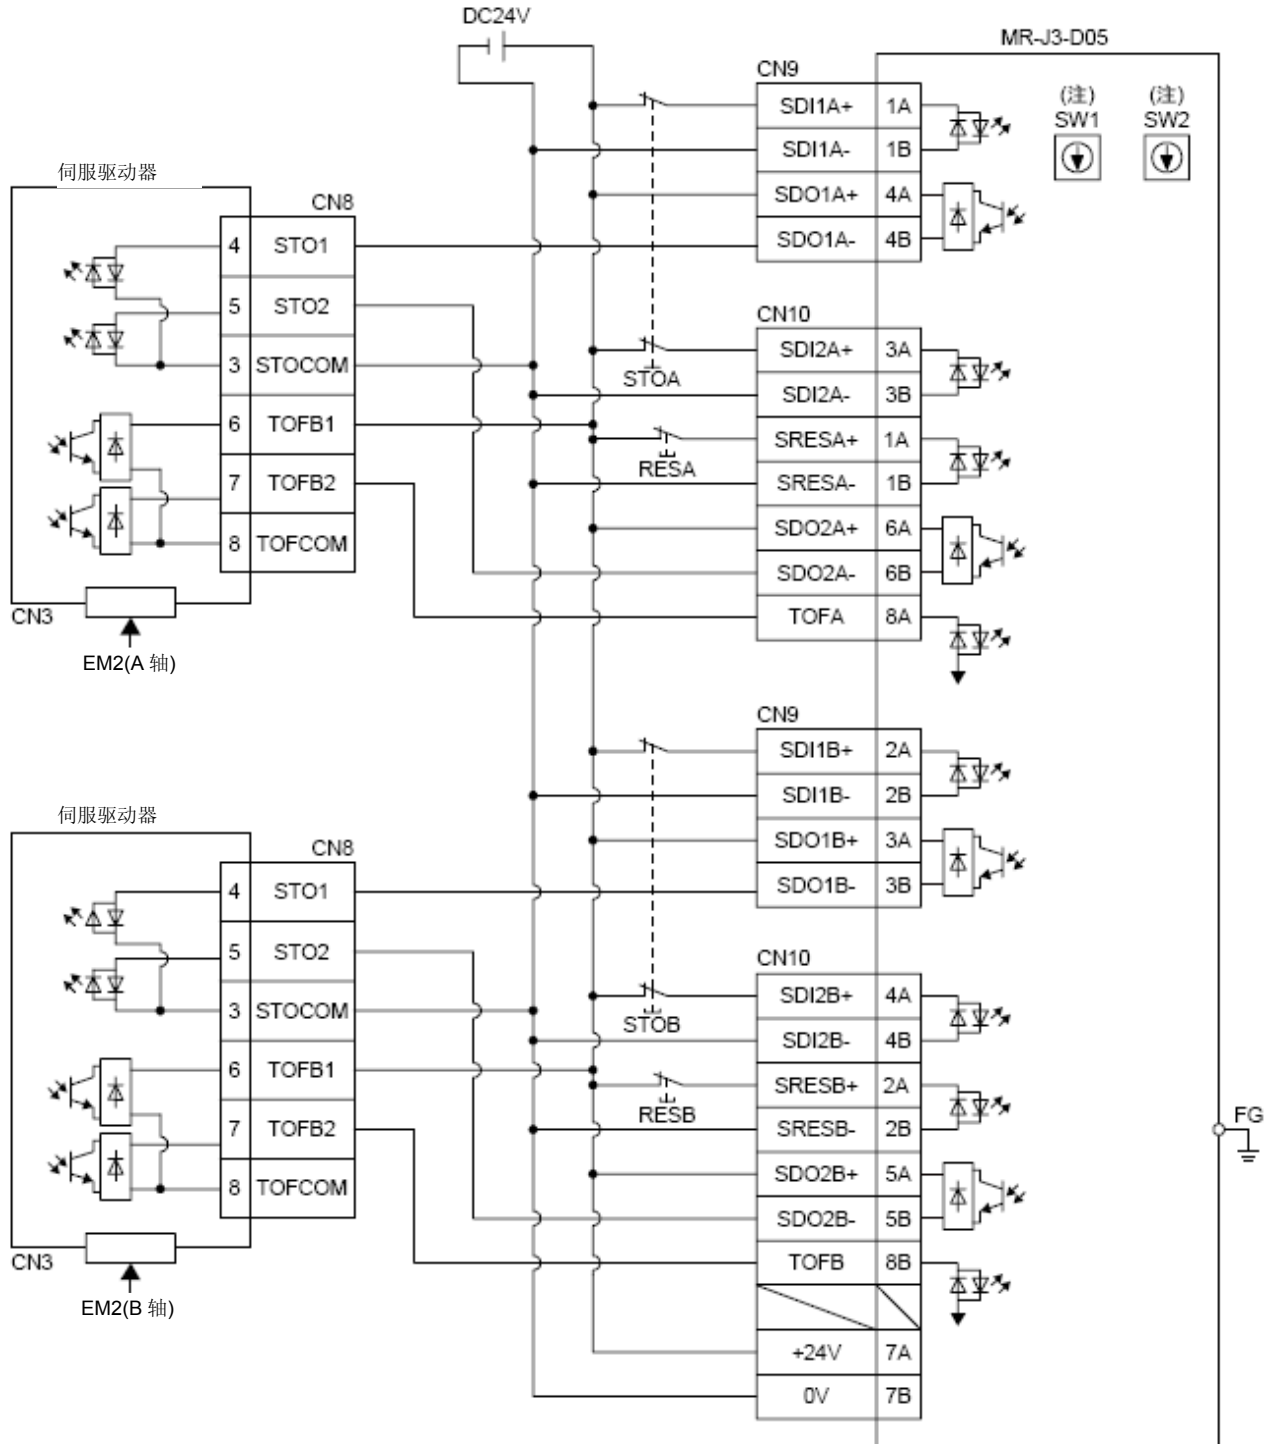 DC24V
MR-J3-D05
(注)
SW1
(注)
SW2
CN9
SDI1A+ 1A
SDI1A- 1B
SDO1A+ 4A
SDO1A- 4B
伺服驱动器
CN8
4 STO1
5 STO2
3 STOCOM
6 TOFB1
7 TOFB2
8 TOFCOM
CN3
EM2(A 轴)
CN10
STOA
SDI2A+ 3A
SDI2A- 3B
RESA
SRESA+ 1A
SRESA- 1B
SDO2A+ 6A
SDO2A- 6B
TOFA 8A
CN9
SDI1B+ 2A
SDI1B- 2B
SDO1B+ 3A
SDO1B- 3B
伺服驱动器
CN8
4 STO1
5 STO2
3 STOCOM
6 TOFB1
7 TOFB2
8 TOFCOM
CN3
EM2(B 轴)
CN10
STOB
SDI2B+ 4A
SDI2B- 4B
RESB
SRESB+ 2A
SRESB- 2B
SDO2B+ 5A
SDO2B- 5B
TOFB 8B
+24V 7A
0V 7B
FG